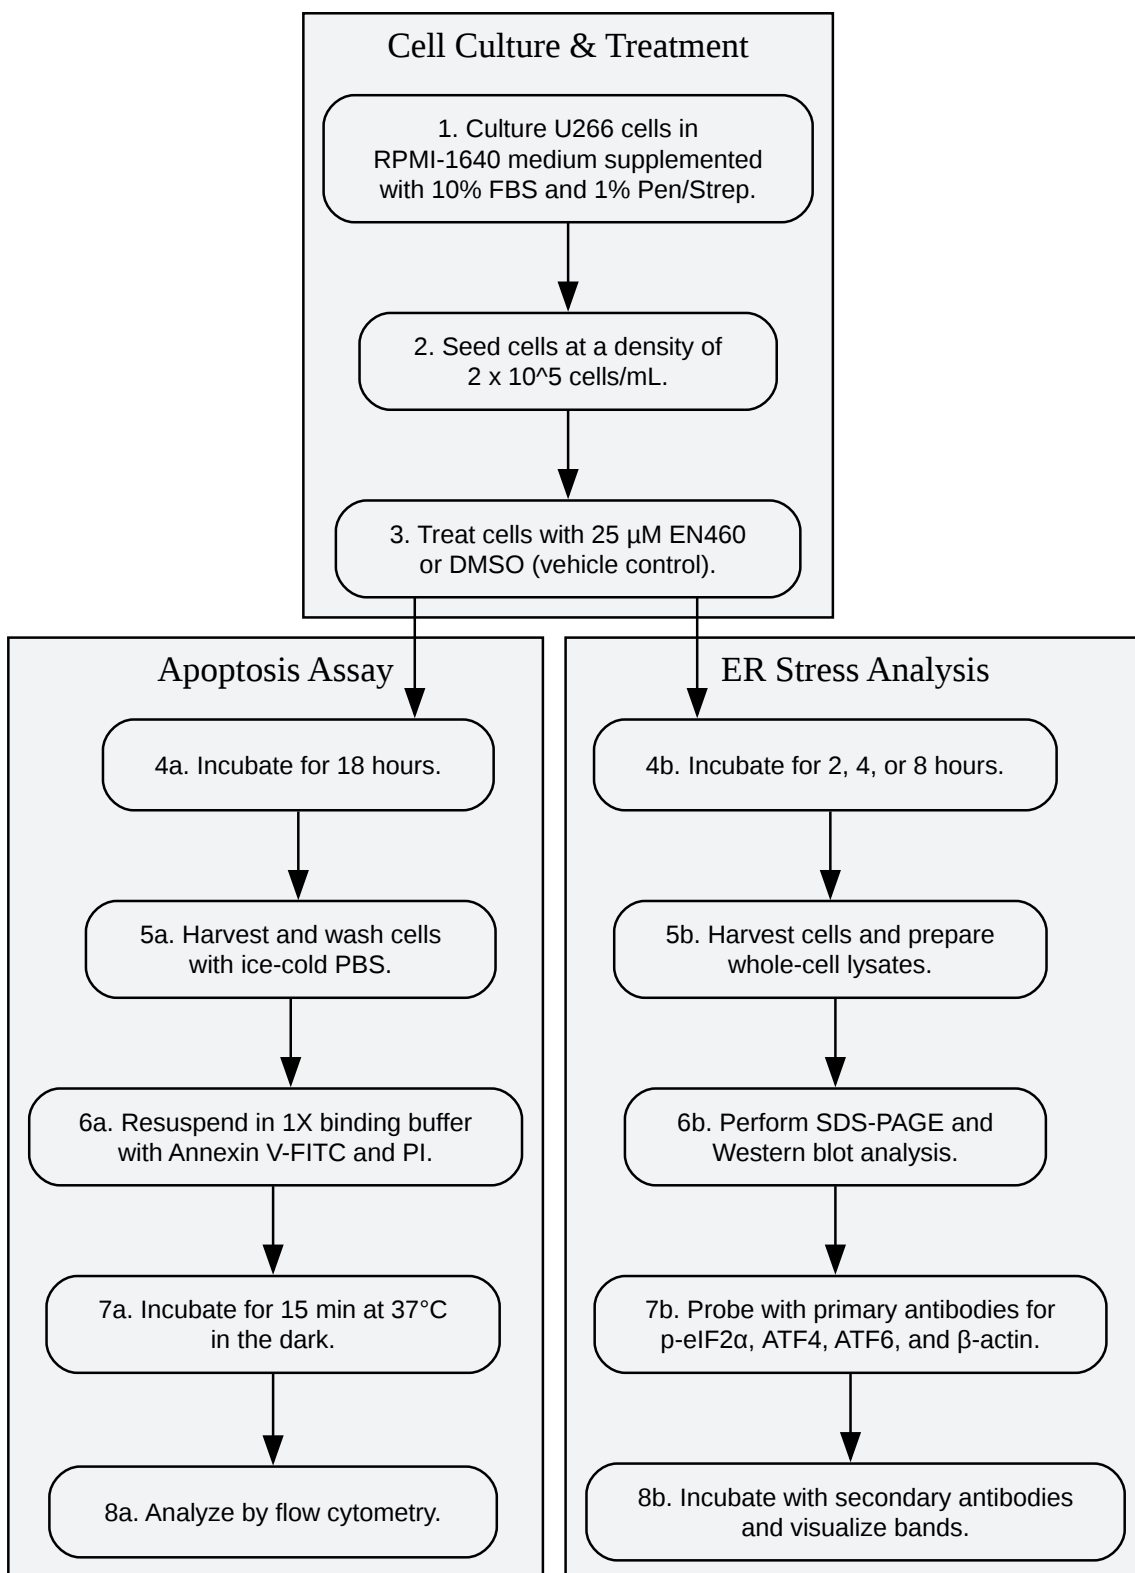 Cell Culture & Treatment
1. Culture U266 cells in
RPMI-1640 medium supplemented
with 10% FBS and 1% Pen/Strep.
2. Seed cells at a density of
2 x 10^5 cells/mL.
3. Treat cells with 25 µM EN460
or DMSO (vehicle control).
Apoptosis Assay
4a. Incubate for 18 hours.
5a. Harvest and wash cells
with ice-cold PBS.
6a. Resuspend in 1X binding buffer
with Annexin V-FITC and PI.
7a. Incubate for 15 min at 37°C
in the dark.
8a. Analyze by flow cytometry.
ER Stress Analysis
4b. Incubate for 2, 4, or 8 hours.
5b. Harvest cells and prepare
whole-cell lysates.
6b. Perform SDS-PAGE and
Western blot analysis.
7b. Probe with primary antibodies for
p-eIF2α, ATF4, ATF6, and β-actin.
8b. Incubate with secondary antibodies
and visualize bands.